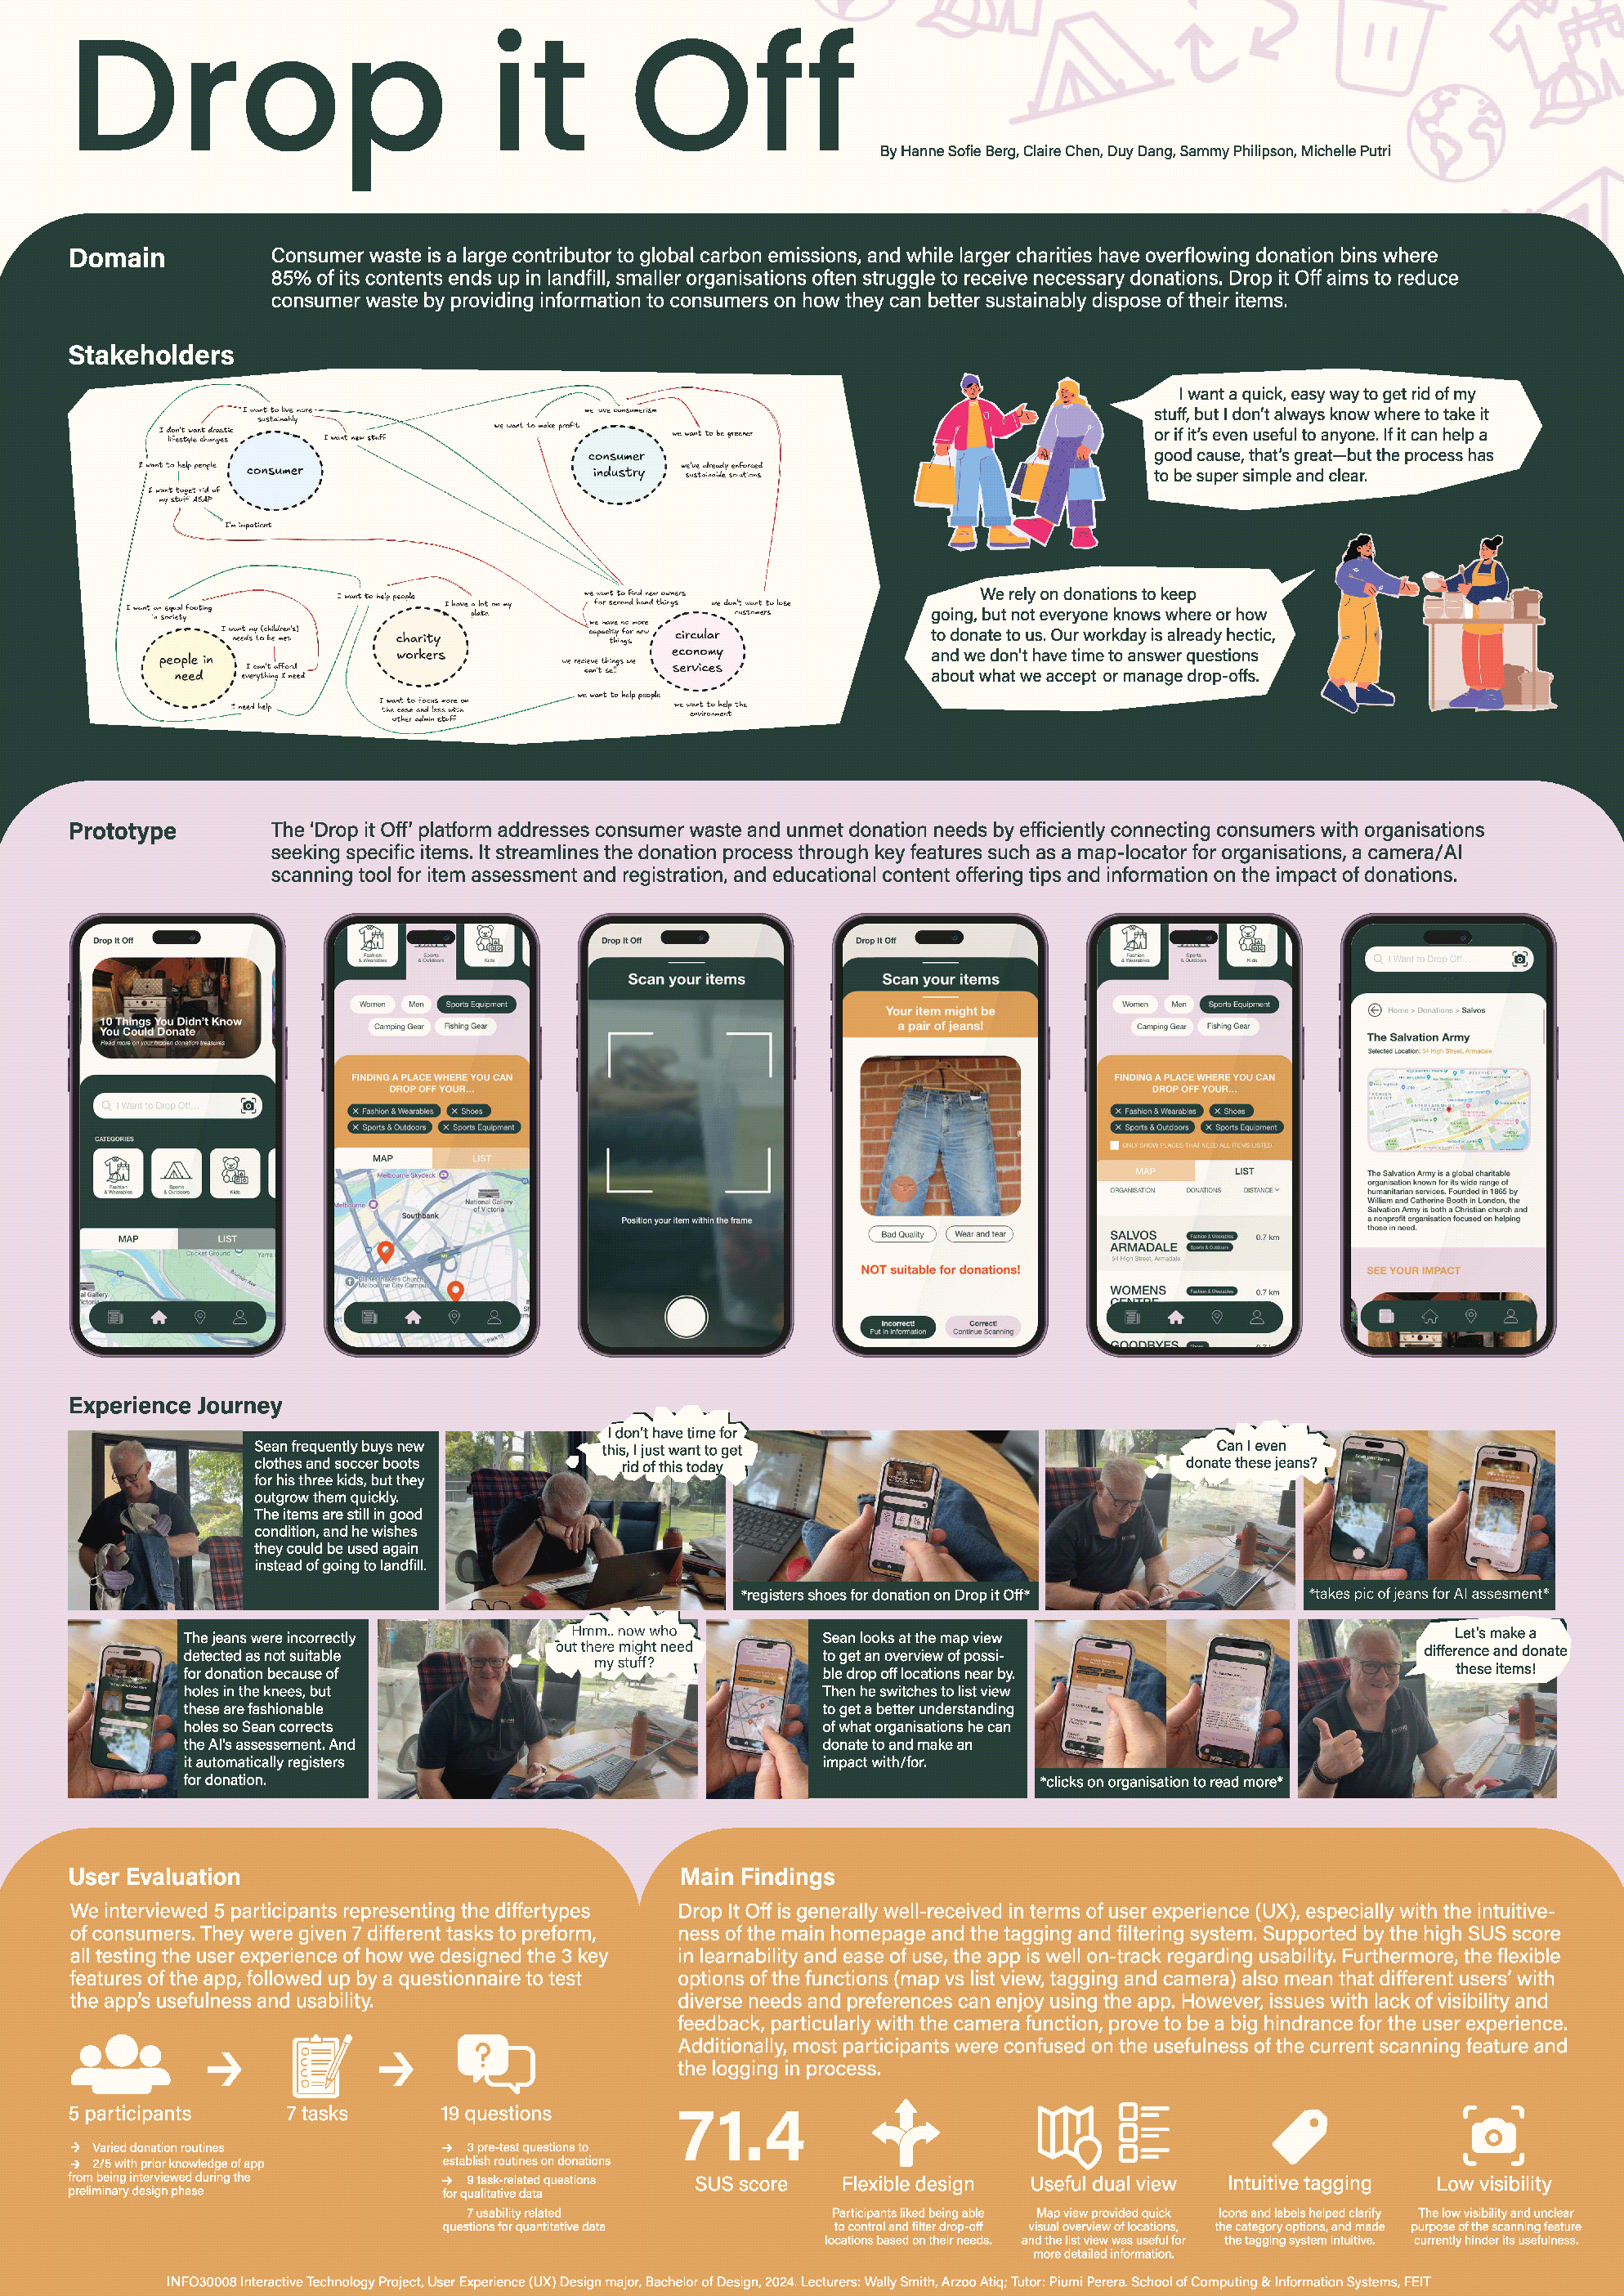 Drop it Off
By Hanne Sofie Berg, Claire Chen, Duy Dang, Sammy Philipson, Michelle Putri
Domain
Consumer waste is a large contributor to global carbon emissions, and while larger charities have overflowing donation bins where
85% of its contents ends up in landfill, smaller organisations often struggle to receive necessary donations. Drop it Off aims to reduce
consumer waste by providing information to consumers on how they can better sustainably dispose of their items.
Stakeholders
I want to live more
sustainably
I don't want drastic
lifestyle changes
I want new stuff
I want to help people
consumer
I want to get rid of
my stuff ASAP
I'm impatient
we love consumerism
we want to make profit
we want to be greener
consumer
industry
we've already enforced
sustainable solutions
I want an equal footing
in society
I want my (children's)
needs to be met
people in
need
I can't afford
everything I need
I need help
I want to help people
I have a lot on my
plate
charity
workers
I want to focus more on
the case and less with
other admin stuff
we want to find new owners
for second hand things
we don't want to lose
customers
we have no more
capacity for new
things
circular
economy
services
we recieve things we
can't sell
we want to help people
we want to help the
environment
I want a quick, easy way to get rid of my
stuff, but I don't always know where to take it
or if it's even useful to anyone. If it can help a
good cause, that's great—but the process has
to be super simple and clear.
We rely on donations to keep
going, but not everyone knows where or how
to donate to us. Our workday is already hectic,
and we don't have time to answer questions
about what we accept or manage drop-offs.
Prototype
The 'Drop it Off' platform addresses consumer waste and unmet donation needs by efficiently connecting consumers with organisations
seeking specific items. It streamlines the donation process through key features such as a map-locator for organisations, a camera/AI
scanning tool for item assessment and registration, and educational content offering tips and information on the impact of donations.
Drop It Off
10 Things You Didn't Know
You Could Donate
Read more on your hidden donation treasures
I Want to Drop Off...
CATEGORIES
Fashion
& Wearables
Sports
& Outdoors
Kids
MAP
LIST
Cricket Ground
Yarra
al Gallery
Victoria
Fashion
& Wearables
Sports
& Outdoors
Kids
Women
Men
Sports Equipment
Camping Gear
Fishing Gear
FINDING A PLACE WHERE YOU CAN
DROP OFF YOUR...
× Fashion & Wearables
× Shoes
× Sports & Outdoors
× Sports Equipment
MAP
LIST
Melbourne Skydeck
Melbourne
National Gallery
of Victoria
Southbank
Melbourne City Campus
Drop It Off
Scan your items
Position your item within the frame
Drop It Off
Scan your items
Your item might be
a pair of jeans!
Bad Quality
Wear and tear
NOT suitable for donations!
Incorrect!
Put in Information
Correct!
Continue Scanning
Fashion
& Wearables
Sports
& Outdoors
Kids
Women
Men
Sports Equipment
Camping Gear
Fishing Gear
FINDING A PLACE WHERE YOU CAN
DROP OFF YOUR...
× Fashion & Wearables
× Shoes
× Sports & Outdoors
× Sports Equipment
ONLY SHOW PLACES THAT NEED ALL ITEMS LISTED
MAP
LIST
ORGANISATION
DONATIONS
DISTANCE
SALVOS
ARMADALE
54 High Street, Armadale
Fashion & Wearables
Sports & Outdoors
0.7 km
WOMENS
CENTRE
Fashion & Wearables
0.7 km
GOODBYES
Shoes
I Want to Drop Off...
Home > Donations > Salvos
The Salvation Army
Selected Location: 54 High Street, Armadale
The Salvation Army is a global charitable
organisation known for its wide range of
humanitarian services. Founded in 1865 by
William and Catherine Booth in London, the
Salvation Army is both a Christian church and
a nonprofit organisation focused on helping
those in need.
SEE YOUR IMPACT
Experience Journey
Sean frequently buys new
clothes and soccer boots
for his three kids, but they
outgrow them quickly.
The items are still in good
condition, and he wishes
they could be used again
instead of going to landfill.
I don't have time for
this, I just want to get
rid of this today
*registers shoes for donation on Drop it Off*
Can I even
donate these jeans?
*takes pic of jeans for AI assesment*
The jeans were incorrectly
detected as not suitable
for donation because of
holes in the knees, but
these are fashionable
holes so Sean corrects
the AI's assessement. And
it automatically registers
for donation.
Hmm.. now who
out there might need
my stuff?
Sean looks at the map view
to get an overview of possi-
ble drop off locations near by.
Then he switches to list view
to get a better understanding
of what organisations he can
donate to and make an
impact with/for.
*clicks on organisation to read more*
Let's make a
difference and donate
these items!
User Evaluation
We interviewed 5 participants representing the differtypes
of consumers. They were given 7 different tasks to preform,
all testing the user experience of how we designed the 3 key
features of the app, followed up by a questionnaire to test
the app's usefulness and usability.
5 participants
→ Varied donation routines
→ 2/5 with prior knowledge of app
from being interviewed during the
preliminary design phase
7 tasks
19 questions
→ 3 pre-test questions to
establish routines on donations
→ 9 task-related questions
for qualitative data
7 usability related
questions for quantitative data
Main Findings
Drop It Off is generally well-received in terms of user experience (UX), especially with the intuitive-
ness of the main homepage and the tagging and filtering system. Supported by the high SUS score
in learnability and ease of use, the app is well on-track regarding usability. Furthermore, the flexible
options of the functions (map vs list view, tagging and camera) also mean that different users' with
diverse needs and preferences can enjoy using the app. However, issues with lack of visibility and
feedback, particularly with the camera function, prove to be a big hindrance for the user experience.
Additionally, most participants were confused on the usefulness of the current scanning feature and
the logging in process.
71.4
SUS score
Flexible design
Participants liked being able
to control and filter drop-off
locations based on their needs.
Useful dual view
Map view provided quick
visual overview of locations,
and the list view was useful for
more detailed information.
Intuitive tagging
Icons and labels helped clarify
the category options, and made
the tagging system intuitive.
Low visibility
The low visibility and unclear
purpose of the scanning feature
currently hinder its usefulness.
INFO30008 Interactive Technology Project, User Experience (UX) Design major, Bachelor of Design, 2024. Lecturers: Wally Smith, Arzoo Atiq; Tutor: Piumi Perera. School of Computing & Information Systems, FEIT